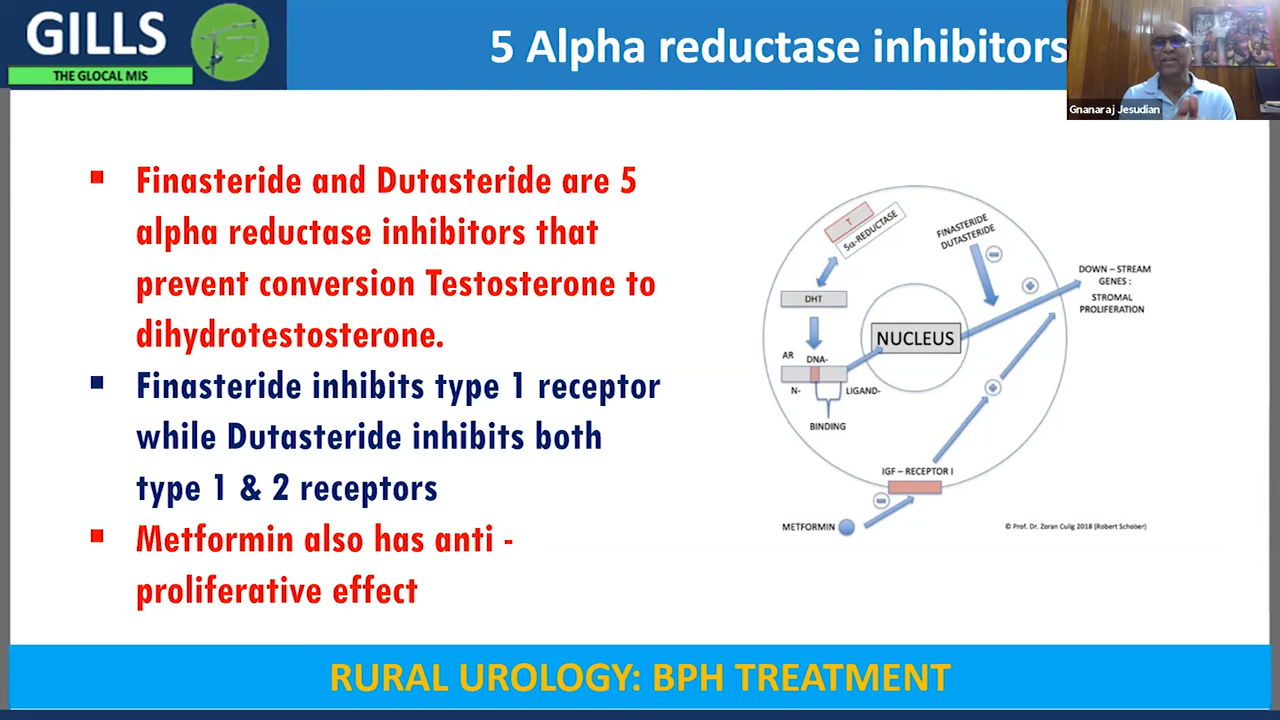 GILLS
THE GLOCAL MIS
5 Alpha reductase inhibitors
Gnanaraj Jesudian
▪ Finasteride and Dutasteride are 5
alpha reductase inhibitors that
prevent conversion Testosterone to
dihydrotestosterone.
▪ Finasteride inhibits type 1 receptor
while Dutasteride inhibits both
type 1 & 2 receptors
▪ Metformin also has anti -
proliferative effect
T
5α-REDUCTASE
FINASTERIDE
DUTASTERIDE
DHT
DOWN – STREAM
GENES :
STROMAL
PROLIFERATION
NUCLEUS
AR DNA-
N- LIGAND-
BINDING
IGF – RECEPTOR I
METFORMIN
© Prof. Dr. Zoran Culig 2018 (Robert Schober)
RURAL UROLOGY: BPH TREATMENT